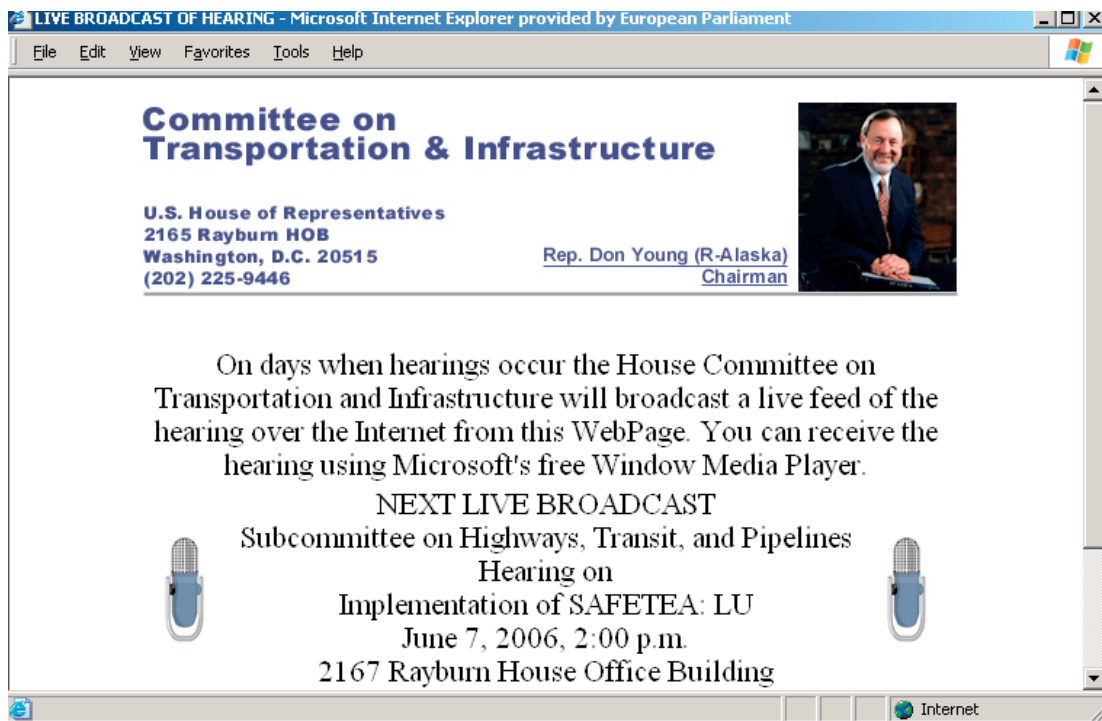 LIVE BROADCAST OF HEARING - Microsoft Internet Explorer provided by European Parliament
File Edit View Favorites Tools Help
Committee on
Transportation & Infrastructure
U.S. House of Representatives
2165 Rayburn HOB
Washington, D.C. 20515
(202) 225-9446
Rep. Don Young (R-Alaska)
Chairman
On days when hearings occur the House Committee on
Transportation and Infrastructure will broadcast a live feed of the
hearing over the Internet from this WebPage. You can receive the
hearing using Microsoft's free Window Media Player.
NEXT LIVE BROADCAST
Subcommittee on Highways, Transit, and Pipelines
Hearing on
Implementation of SAFETEA: LU
June 7, 2006, 2:00 p.m.
2167 Rayburn House Office Building
Internet